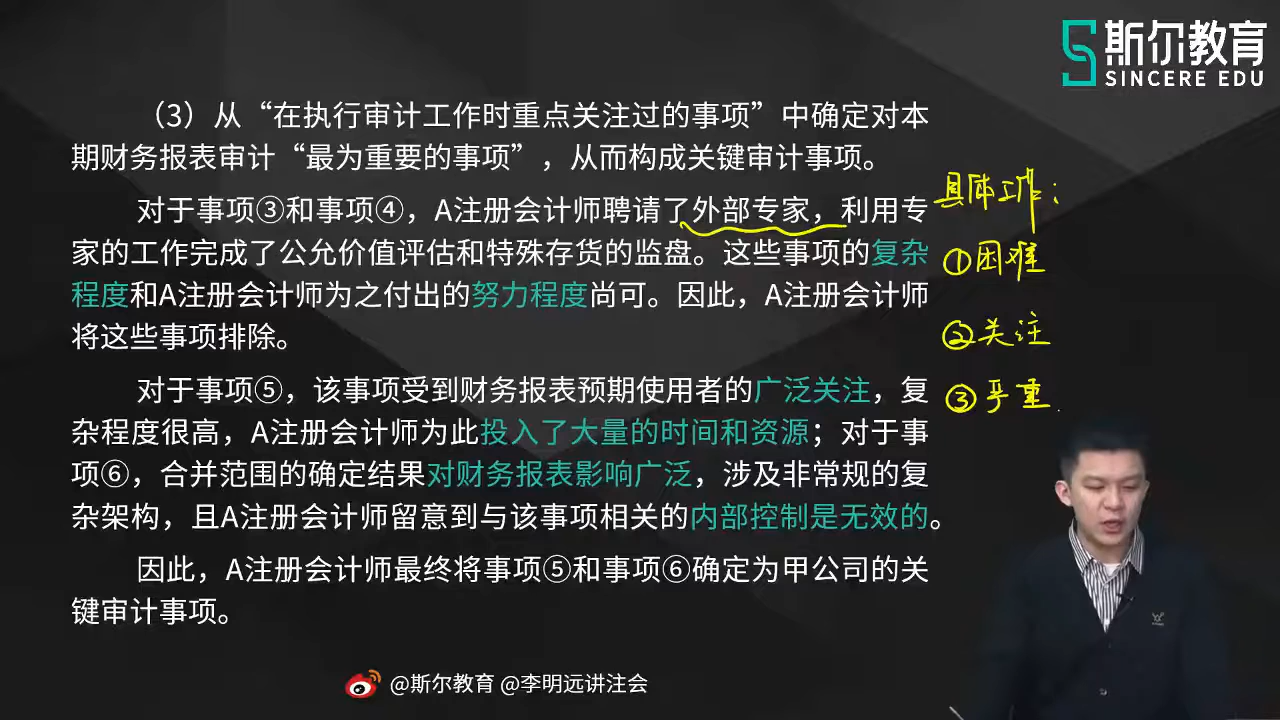 斯尔教育
SINCERE EDU
（3）从“在执行审计工作时重点关注过的事项”中确定对本
期财务报表审计“最为重要的事项”，从而构成关键审计事项。
对于事项③和事项④，A注册会计师聘请了外部专家，利用专
家的工作完成了公允价值评估和特殊存货的监盘。这些事项的复杂
程度和A注册会计师为之付出的努力程度尚可。因此，A注册会计师
将这些事项排除。
具体工作：
①困难
②关注
③严重
对于事项⑤，该事项受到财务报表预期使用者的广泛关注，复
杂程度很高，A注册会计师为此投入了大量的时间和资源；对于事
项⑥，合并范围的确定结果对财务报表影响广泛，涉及非常规的复
杂架构，且A注册会计师留意到与该事项相关的内部控制是无效的。
因此，A注册会计师最终将事项⑤和事项⑥确定为甲公司的关
键审计事项。
@斯尔教育 @李明远讲注会